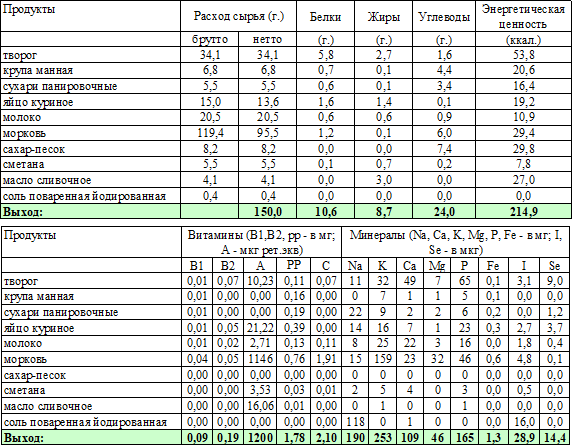 Продукты Расход сырья (г.) Белки Жиры Углеводы Энергетическая ценность
брутто нетто (г.) (г.) (г.) (ккал.)
творог 34,1 34,1 5,8 2,7 1,6 53,8
крупа манная 6,8 6,8 0,7 0,1 4,4 20,6
сухари панировочные 5,5 5,5 0,6 0,1 3,4 16,4
яйцо куриное 15,0 13,6 1,6 1,4 0,1 19,2
молоко 20,5 20,5 0,6 0,6 0,9 10,9
морковь 119,4 95,5 1,2 0,1 6,0 29,4
сахар-песок 8,2 8,2 0,0 0,0 7,4 29,8
сметана 5,5 5,5 0,1 0,7 0,2 7,8
масло сливочное 4,1 4,1 0,0 3,0 0,0 27,0
соль поваренная йодированная 0,4 0,4 0,0 0,0 0,0 0,0
Выход: 150,0 10,6 8,7 24,0 214,9
Продукты Витамины (B1,B2, pp - в мг; Минералы (Na, Ca, K, Mg, P, Fe - в мг; I,
А - мкг рет.экв) Se - в мкг)
B1 B2 A PP C Na K Ca Mg P Fe I Se
творог 0,01 0,07 10,23 0,11 0,07 11 32 49 7 65 0,1 3,1 9,0
крупа манная 0,01 0,00 0,00 0,16 0,00 0 7 1 1 5 0,1 0,0 0,0
сухари панировочные 0,01 0,00 0,00 0,19 0,00 22 9 2 2 6 0,2 0,0 1,2
яйцо куриное 0,01 0,05 21,22 0,39 0,00 14 16 7 1 23 0,3 2,7 3,7
молоко 0,01 0,02 2,71 0,13 0,11 8 25 22 3 16 0,0 1,8 0,4
морковь 0,04 0,05 1146 0,76 1,91 15 159 23 32 46 0,6 4,8 0,1
сахар-песок 0,00 0,00 0,00 0,00 0,00 0 0 0 0 0 0,0 0,0 0,0
сметана 0,00 0,00 3,53 0,03 0,01 2 5 4 0 3 0,0 0,5 0,0
масло сливочное 0,00 0,00 16,06 0,01 0,00 0 1 0 0 1 0,0 0,0 0,0
соль поваренная йодированная 0,00 0,00 0,00 0,00 0,00 118 0 1 0 0 0,0 16,0 0,0
Выход: 0,09 0,19 1200 1,78 2,10 190 253 109 46 165 1,3 28,9 14,4